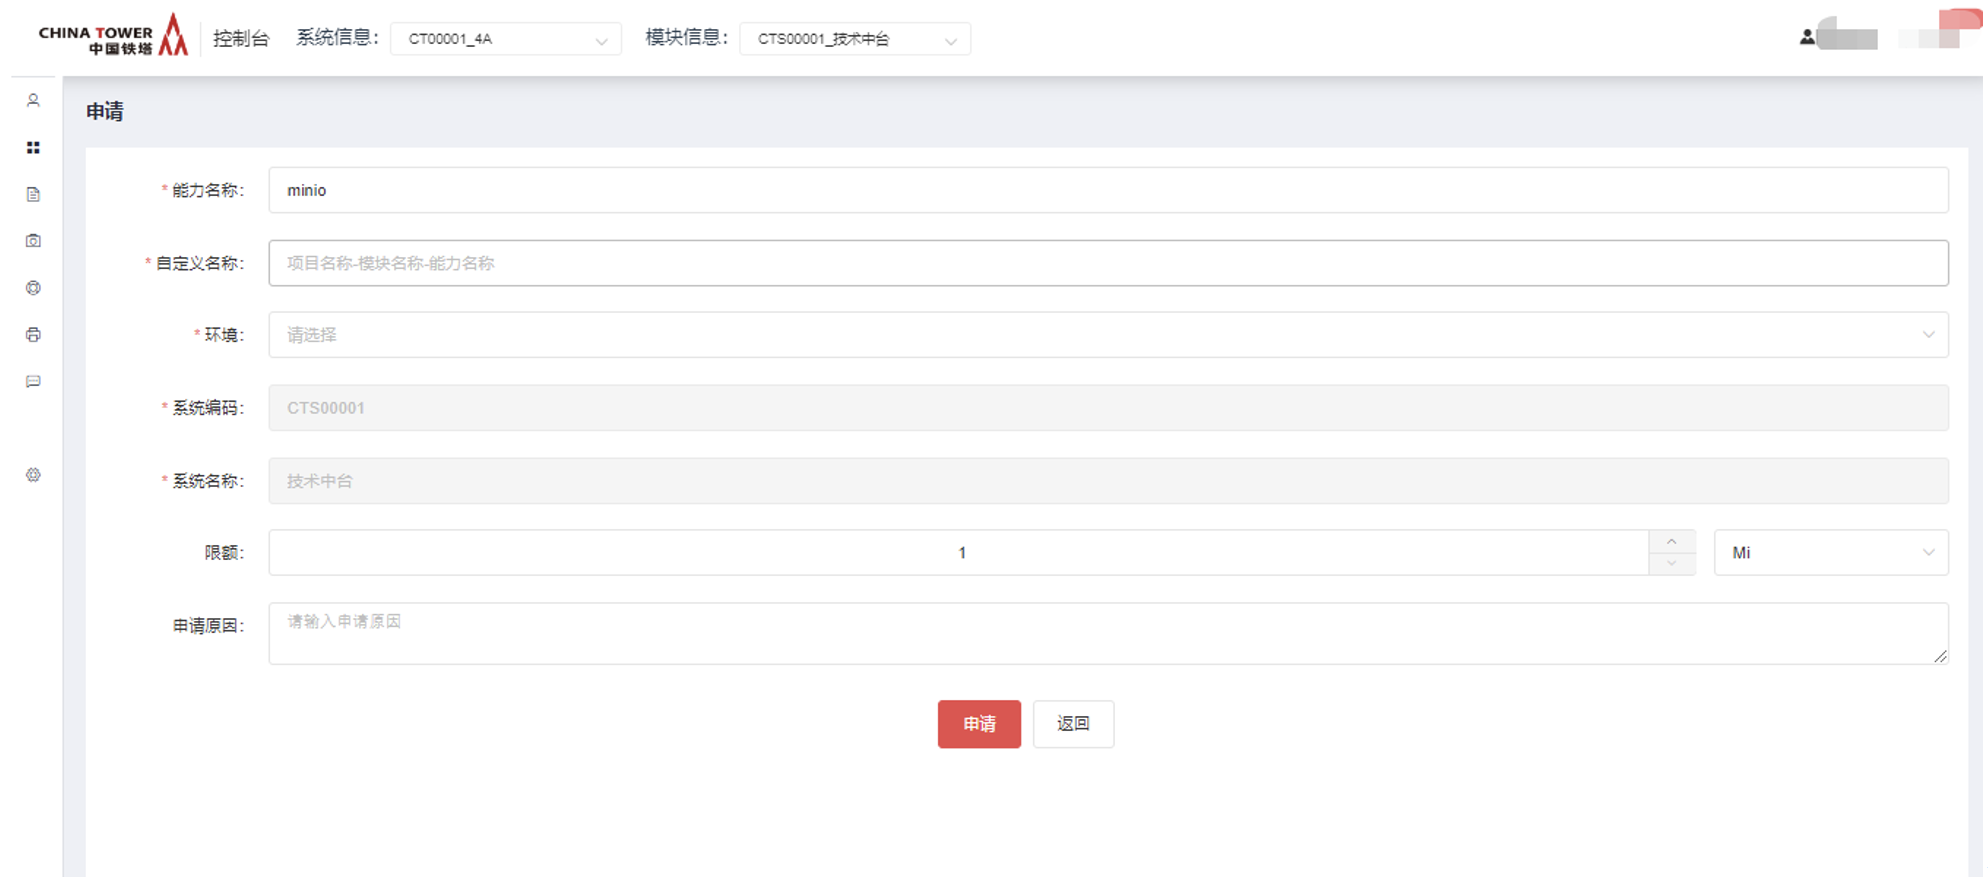 CHINA TOWER
中国铁塔
控制台
系统信息：
CT00001_4A
模块信息：
CTS00001_技术中台
申请
* 能力名称：
minio
* 自定义名称：
项目名称-模块名称-能力名称
* 环境：
请选择
* 系统编码：
CTS00001
* 系统名称：
技术中台
限额：
1
Mi
申请原因：
请输入申请原因
申请
返回